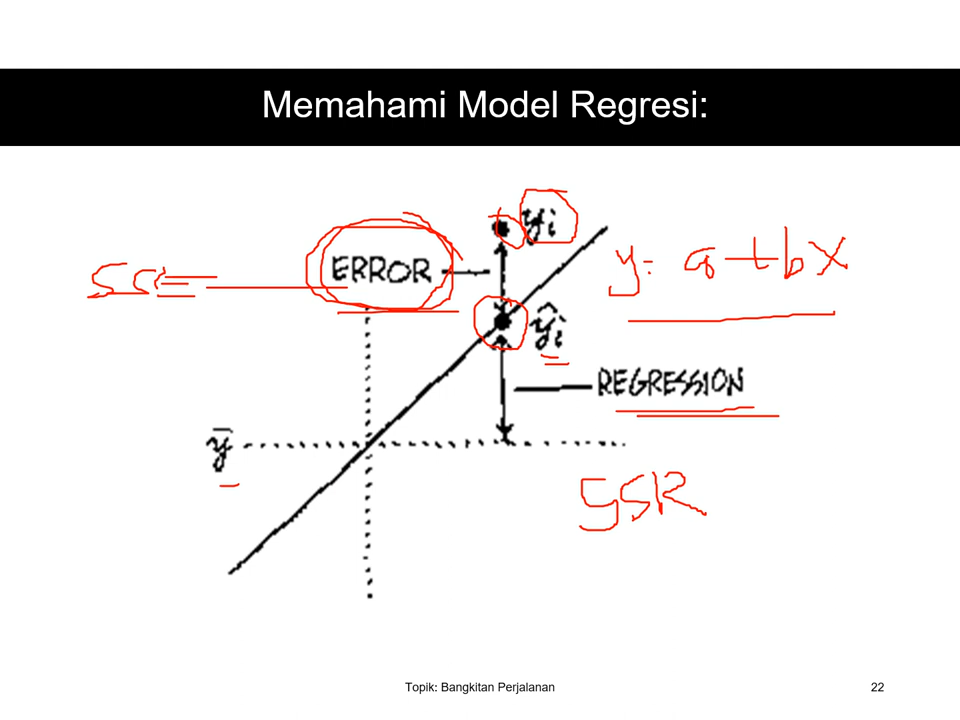 Memahami Model Regresi:
yi
ERROR
SSE
y = a + bX
ŷi
REGRESSION
ȳ
SSR
Topik: Bangkitan Perjalanan
22